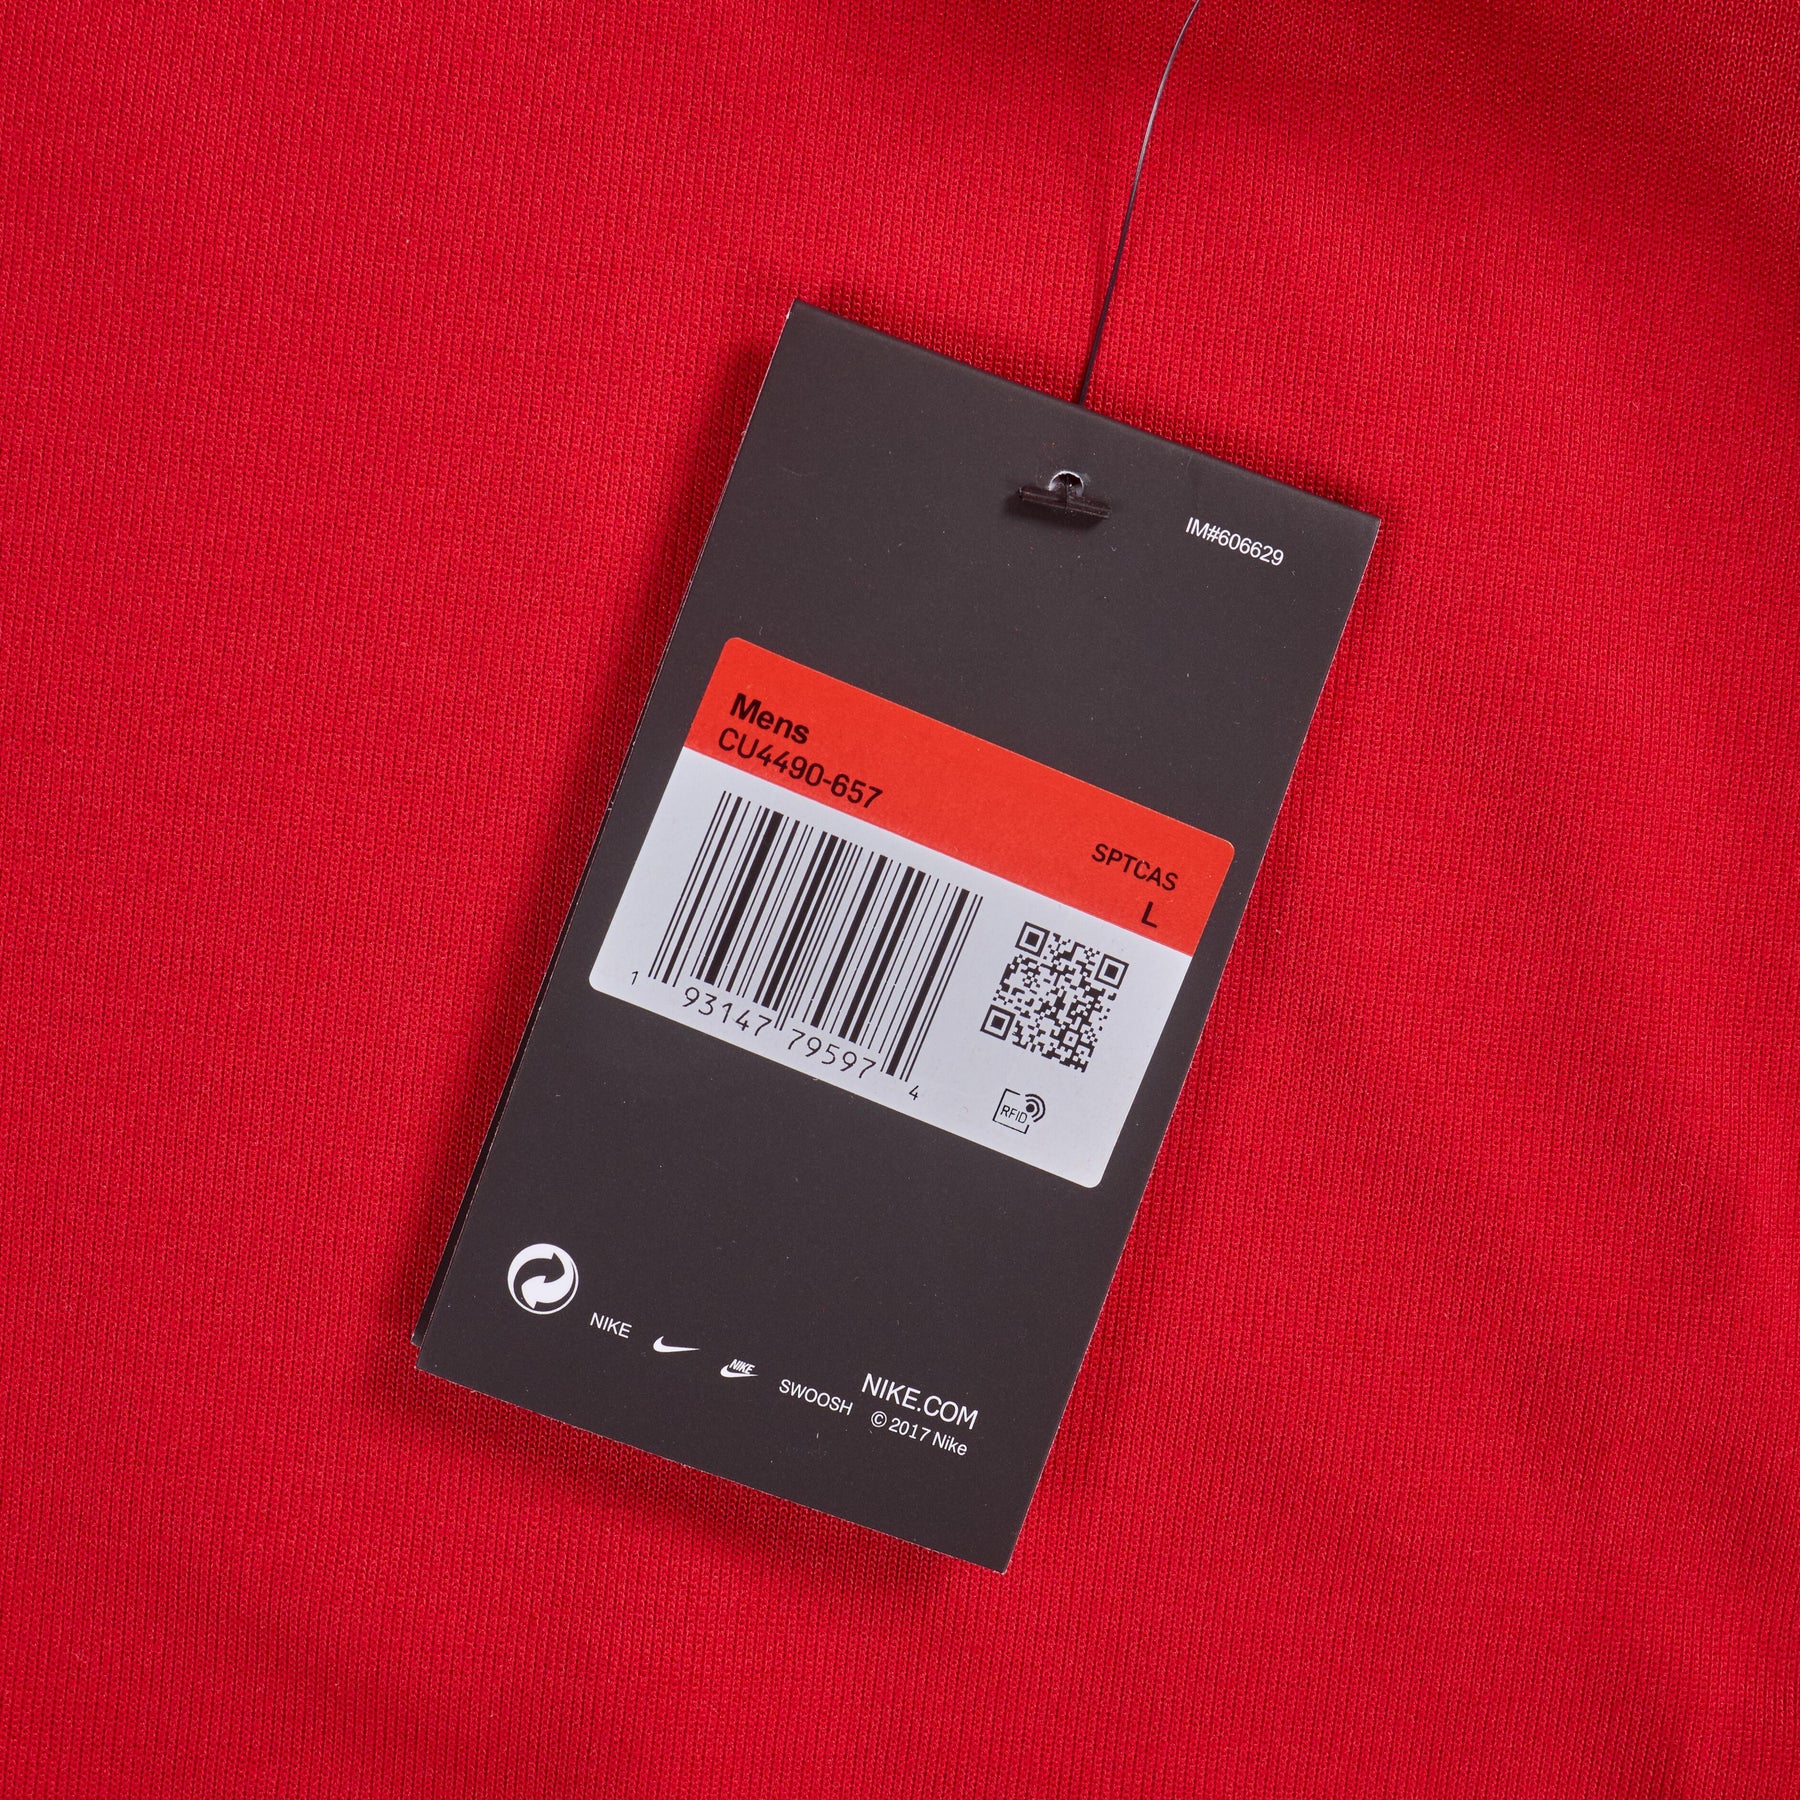 IM#606629
Mens
CU4490-657
SPTCAS
L
1 93147 79597 4
RFID
NIKE
NIKE
SWOOSH
NIKE.COM
© 2017 Nike